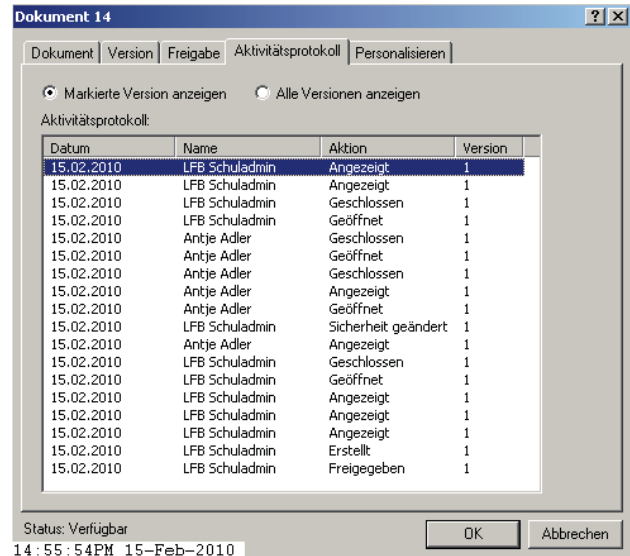 Dokument 14
Dokument Version Freigabe Aktivitätsprotokoll Personalisieren
Markierte Version anzeigen Alle Versionen anzeigen
Aktivitätsprotokoll:
Datum Name Aktion Version
15.02.2010 LFB Schuladmin Angezeigt 1
15.02.2010 LFB Schuladmin Angezeigt 1
15.02.2010 LFB Schuladmin Geschlossen 1
15.02.2010 LFB Schuladmin Geöffnet 1
15.02.2010 Antje Adler Geschlossen 1
15.02.2010 Antje Adler Geöffnet 1
15.02.2010 Antje Adler Geschlossen 1
15.02.2010 Antje Adler Angezeigt 1
15.02.2010 Antje Adler Geöffnet 1
15.02.2010 LFB Schuladmin Sicherheit geändert 1
15.02.2010 Antje Adler Angezeigt 1
15.02.2010 LFB Schuladmin Geschlossen 1
15.02.2010 LFB Schuladmin Geöffnet 1
15.02.2010 LFB Schuladmin Angezeigt 1
15.02.2010 LFB Schuladmin Angezeigt 1
15.02.2010 LFB Schuladmin Angezeigt 1
15.02.2010 LFB Schuladmin Erstellt 1
15.02.2010 LFB Schuladmin Freigegeben 1
Status: Verfügbar
OK Abbrechen
14:55:54PM 15-Feb-2010